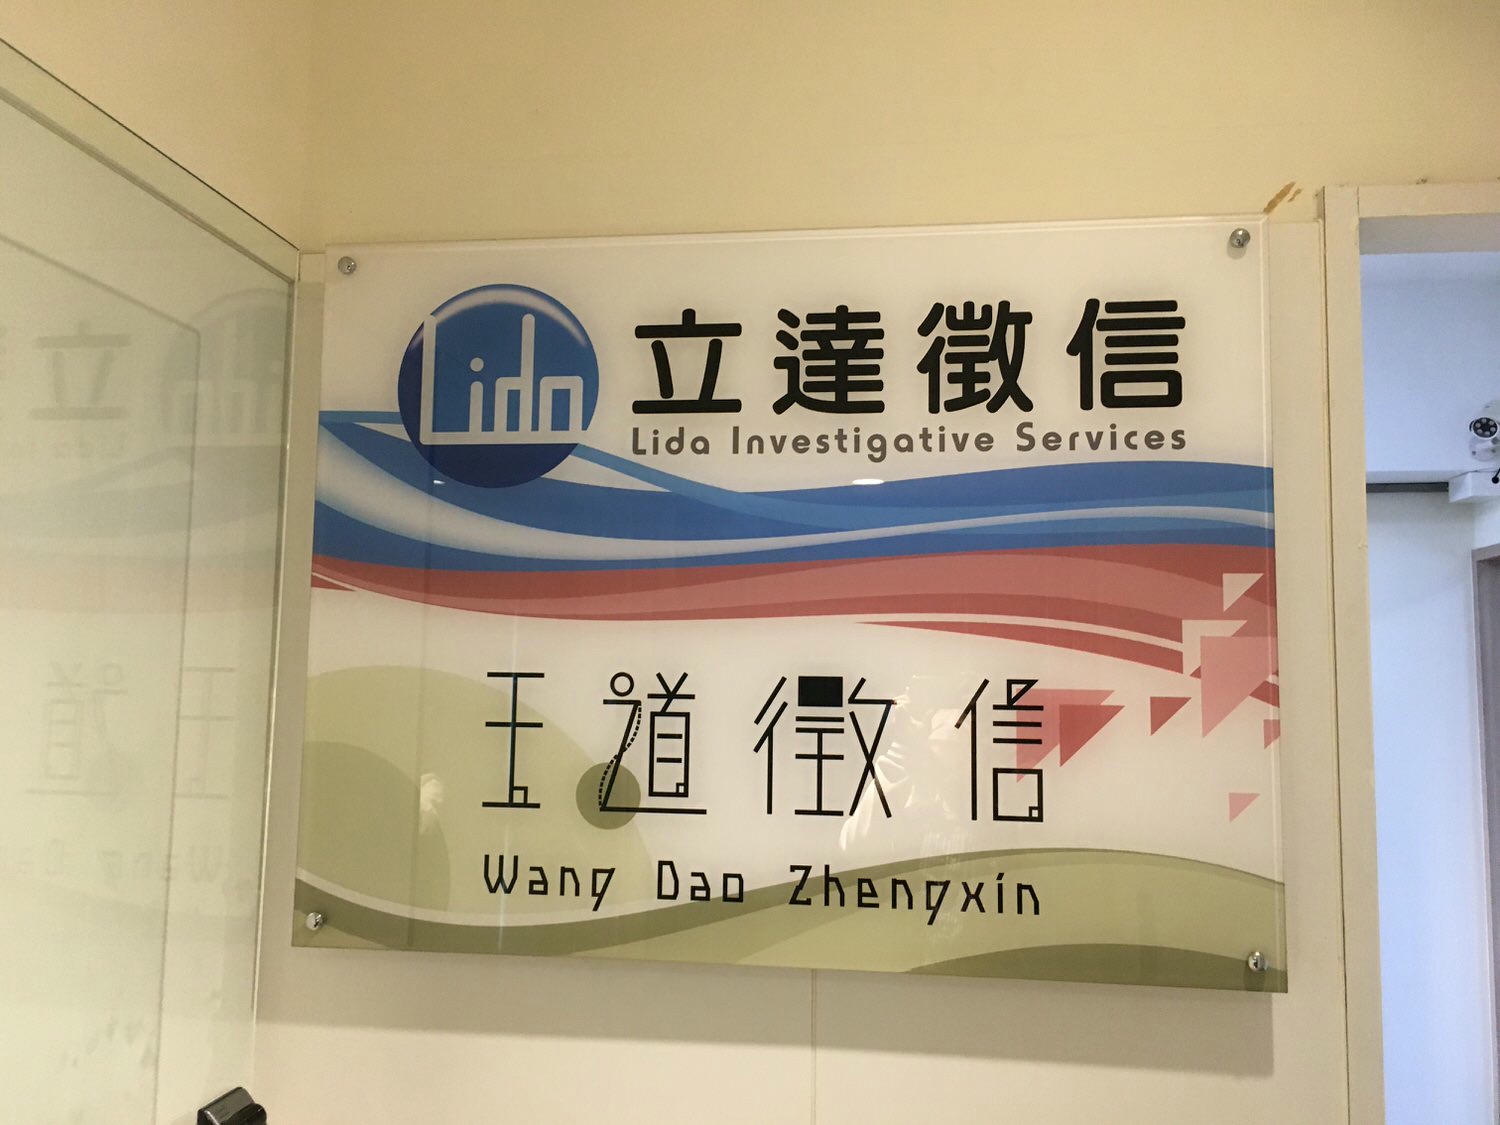 Lida
立達徵信
Lida Investigative Services
王道徵信
Wang Dao Zhengxin